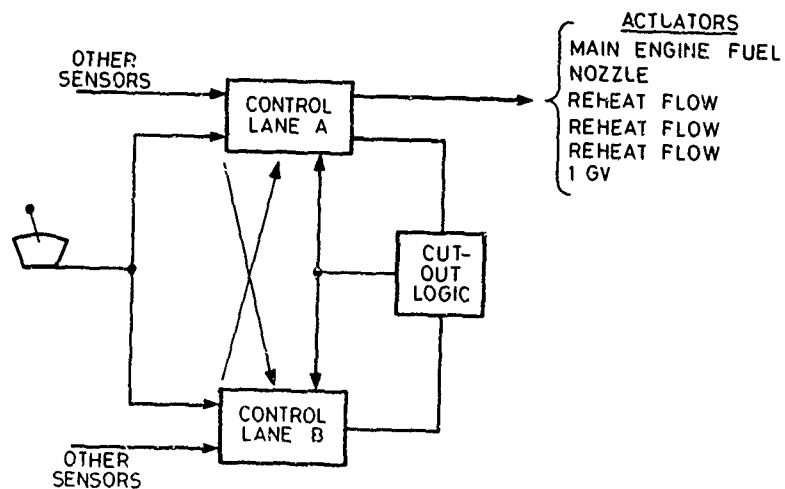 ACTUATORS
MAIN ENGINE FUEL
NOZZLE
REHEAT FLOW
REHEAT FLOW
REHEAT FLOW
1 GV
OTHER
SENSORS
CONTROL
LANE A
CUT-
OUT
LOGIC
CONTROL
LANE B
OTHER
SENSORS